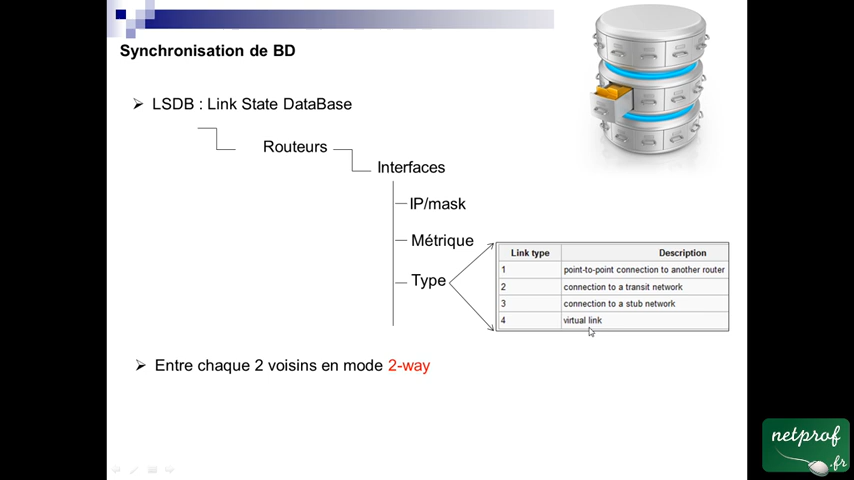 Synchronisation de BD
LSDB : Link State DataBase
Routeurs
Interfaces
IP/mask
Métrique
Type
Link type Description
1 point-to-point connection to another router
2 connection to a transit network
3 connection to a stub network
4 virtual link
Entre chaque 2 voisins en mode 2-way
netprof
.fr